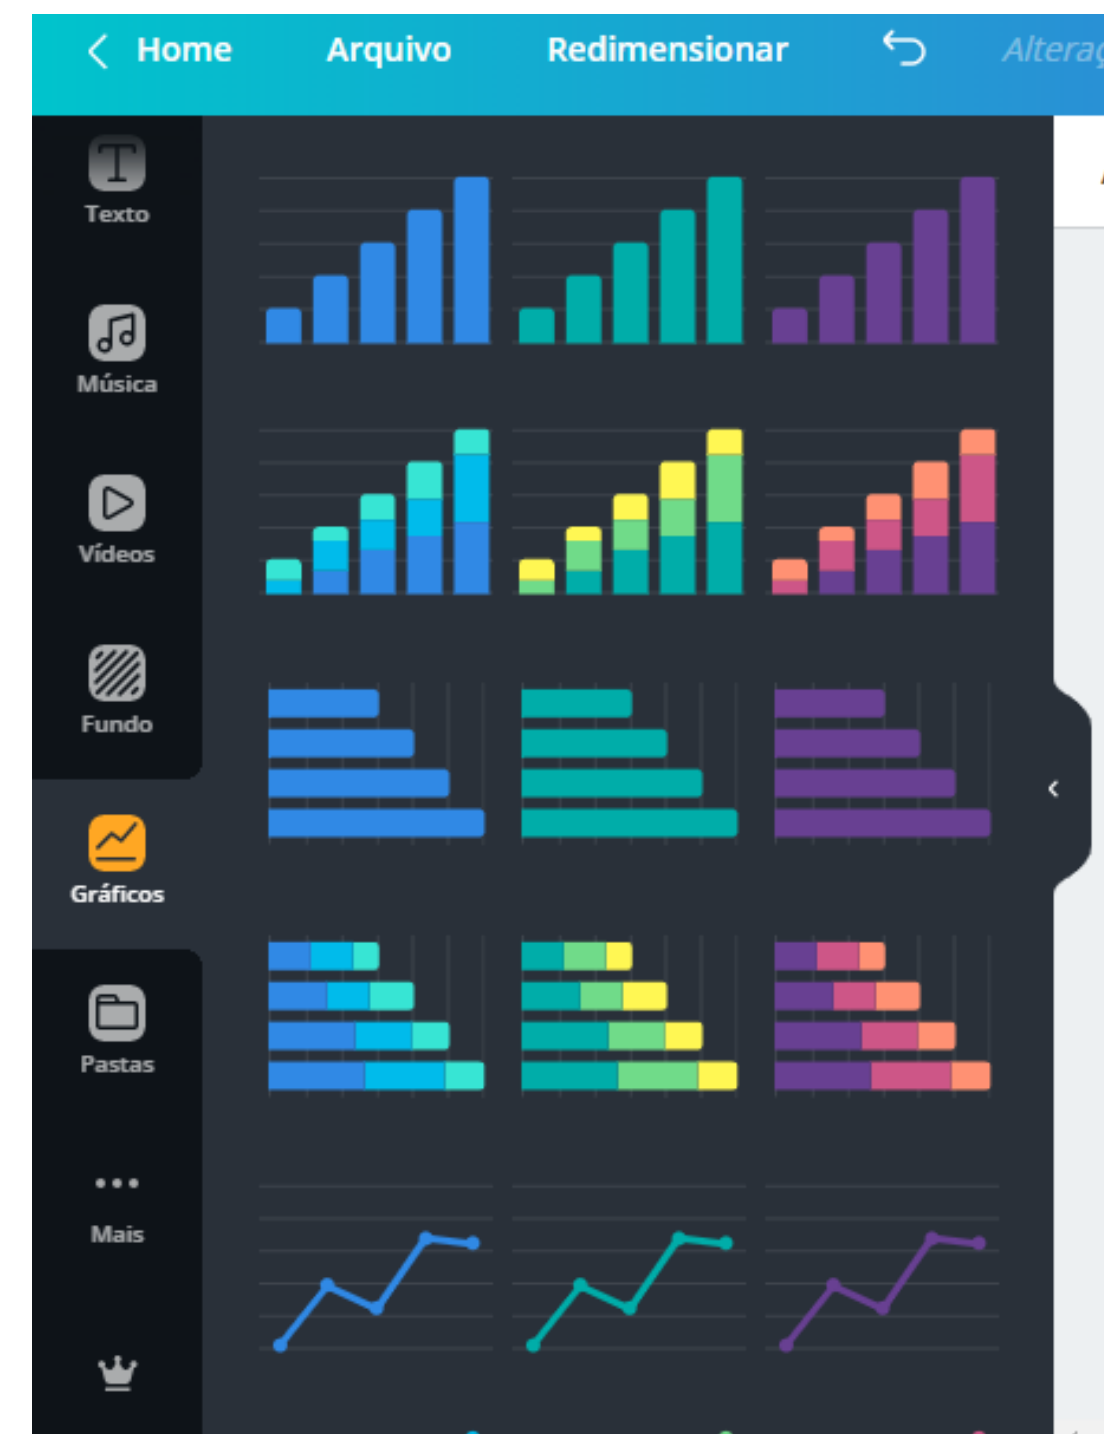 Home Arquivo Redimensionar
Texto
Música
Vídeos
Fundo
Gráficos
Pastas
Mais